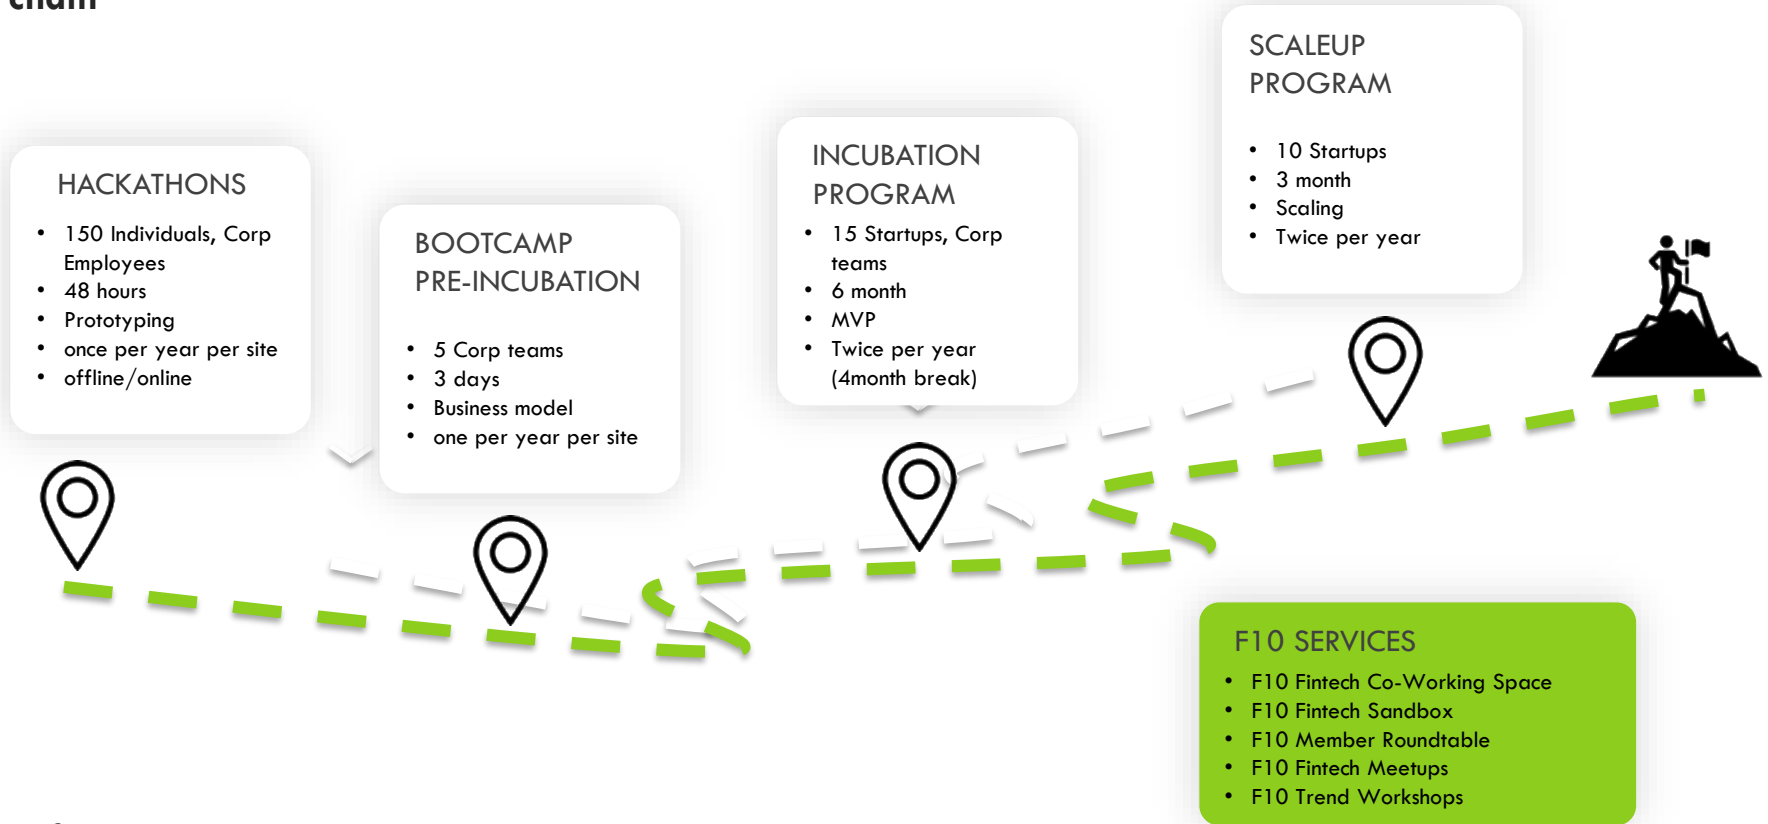 chain
HACKATHONS
• 150 Individuals, Corp
Employees
• 48 hours
• Prototyping
• once per year per site
• offline/online
BOOTCAMP
PRE-INCUBATION
• 5 Corp teams
• 3 days
• Business model
• one per year per site
INCUBATION
PROGRAM
• 15 Startups, Corp
teams
• 6 month
• MVP
• Twice per year
(4month break)
SCALEUP
PROGRAM
• 10 Startups
• 3 month
• Scaling
• Twice per year
F10 SERVICES
• F10 Fintech Co-Working Space
• F10 Fintech Sandbox
• F10 Member Roundtable
• F10 Fintech Meetups
• F10 Trend Workshops